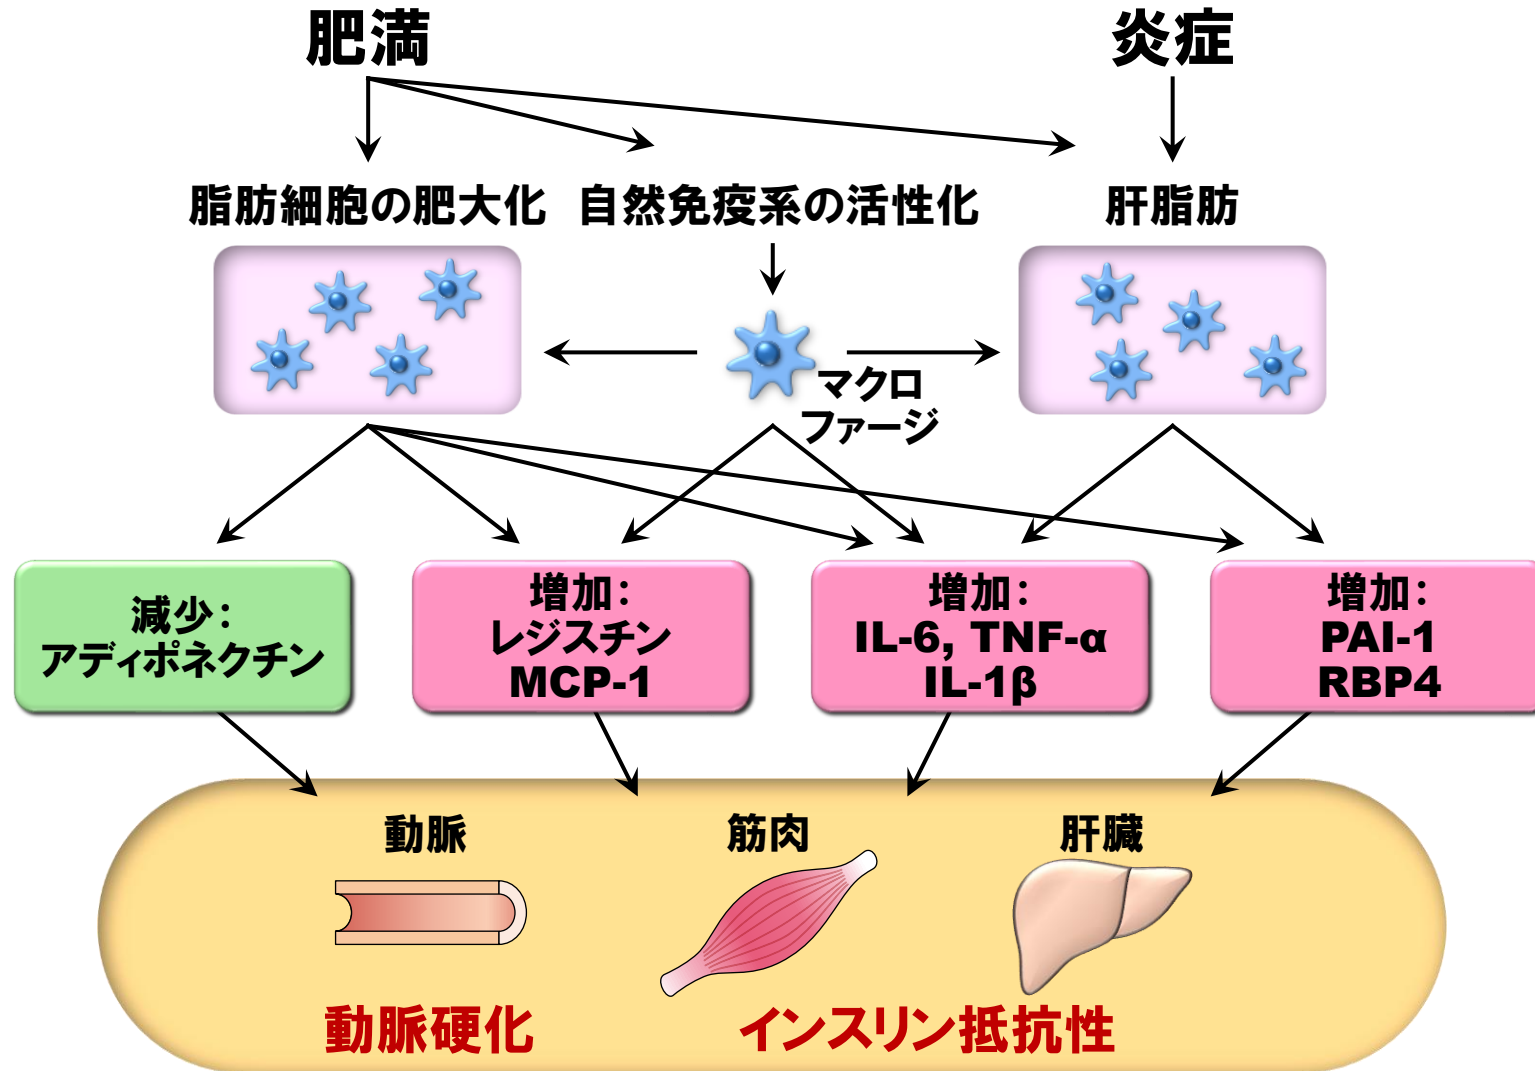 肥満
炎症
脂肪細胞の肥大化
自然免疫系の活性化
肝脂肪
マクロ
ファージ
減少：
アディポネクチン
増加：
レジスチン
MCP-1
増加：
IL-6, TNF-α
IL-1β
増加：
PAI-1
RBP4
動脈
筋肉
肝臓
動脈硬化
インスリン抵抗性